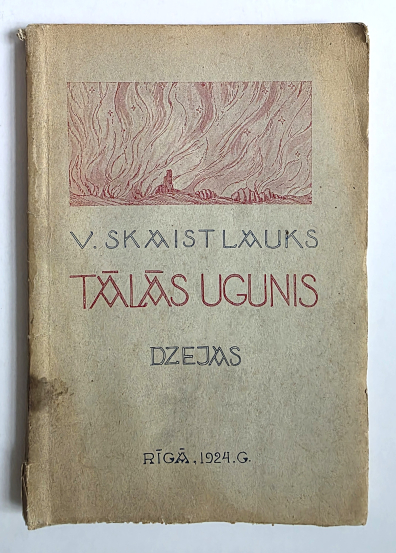 V. SKAISTLAUKS
TĀLĀS UGUNIS
DZEJAS
RĪGĀ, 1924. G.